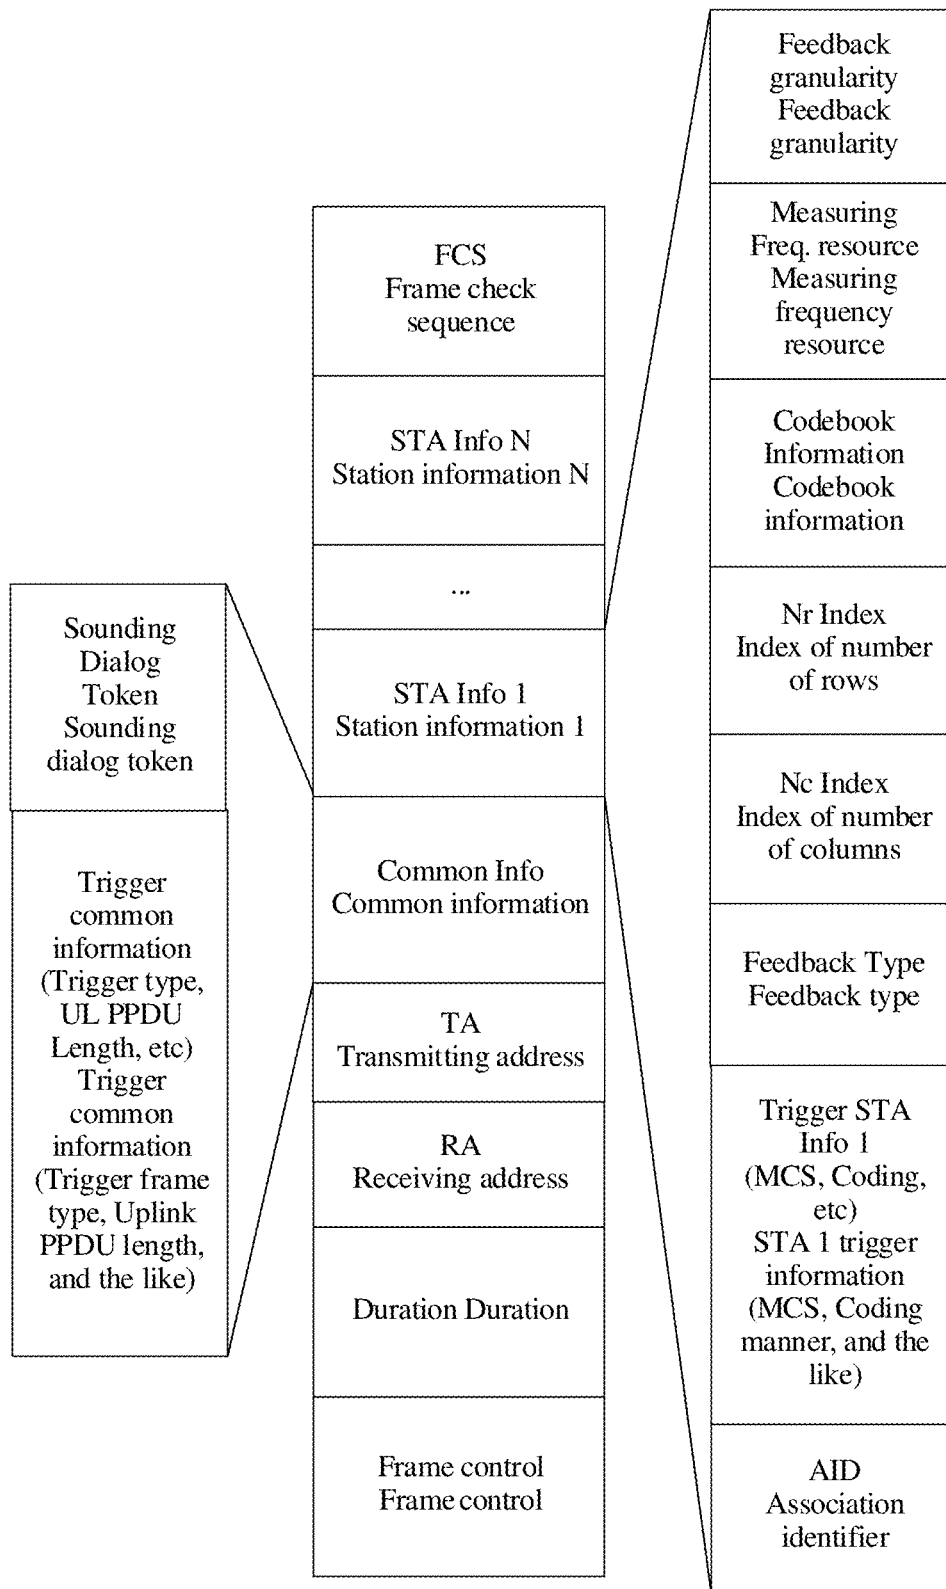 Sounding
Dialog
Token
Sounding
dialog token
Trigger
common
information
(Trigger type,
UL PPDU
Length, etc)
Trigger
common
information
(Trigger frame
type, Uplink
PPDU length,
and the like)
FCS
Frame check
sequence
STA Info N
Station information N
...
STA Info 1
Station information 1
Common Info
Common information
TA
Transmitting address
RA
Receiving address
Duration Duration
Frame control
Frame control
Feedback
granularity
Feedback
granularity
Measuring
Freq. resource
Measuring
frequency
resource
Codebook
Information
Codebook
information
Nr Index
Index of number
of rows
Nc Index
Index of number
of columns
Feedback Type
Feedback type
Trigger STA
Info 1
(MCS, Coding,
etc)
STA 1 trigger
information
(MCS, Coding
manner, and the
like)
AID
Association
identifier